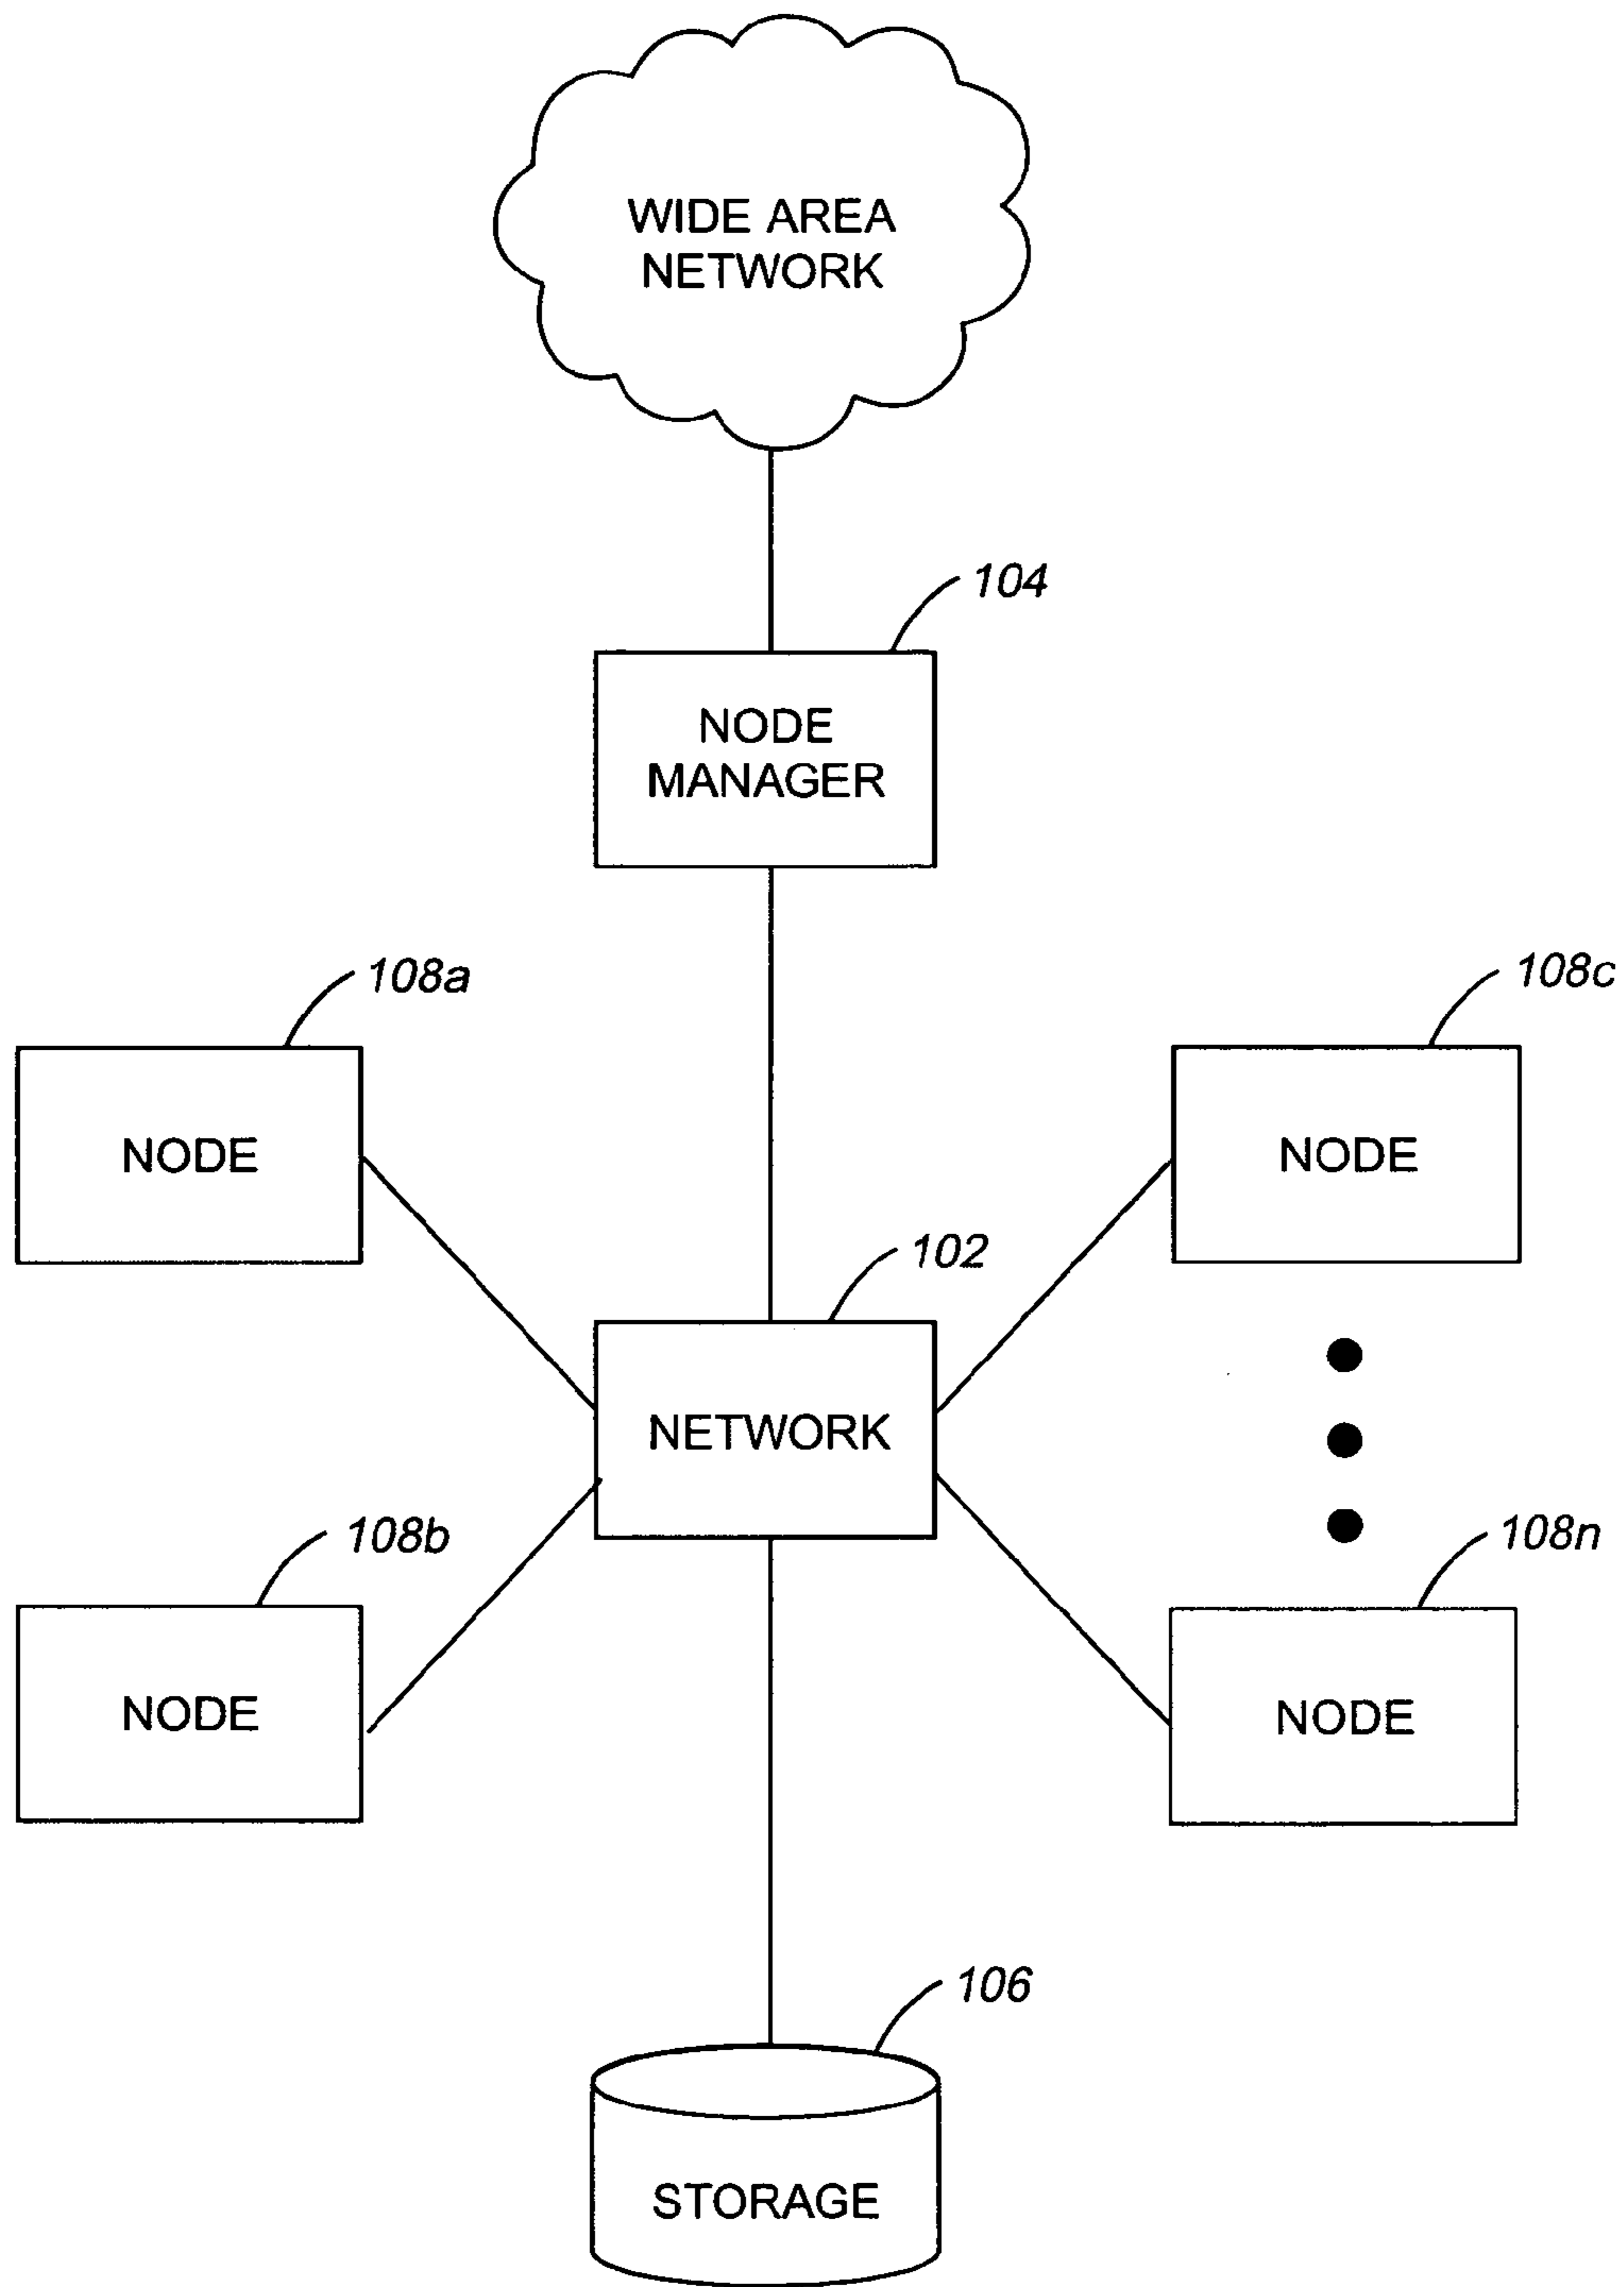 WIDE AREA
NETWORK
104
NODE
MANAGER
108a
108c
NODE
NODE
102
NETWORK
108b
108n
NODE
NODE
106
STORAGE